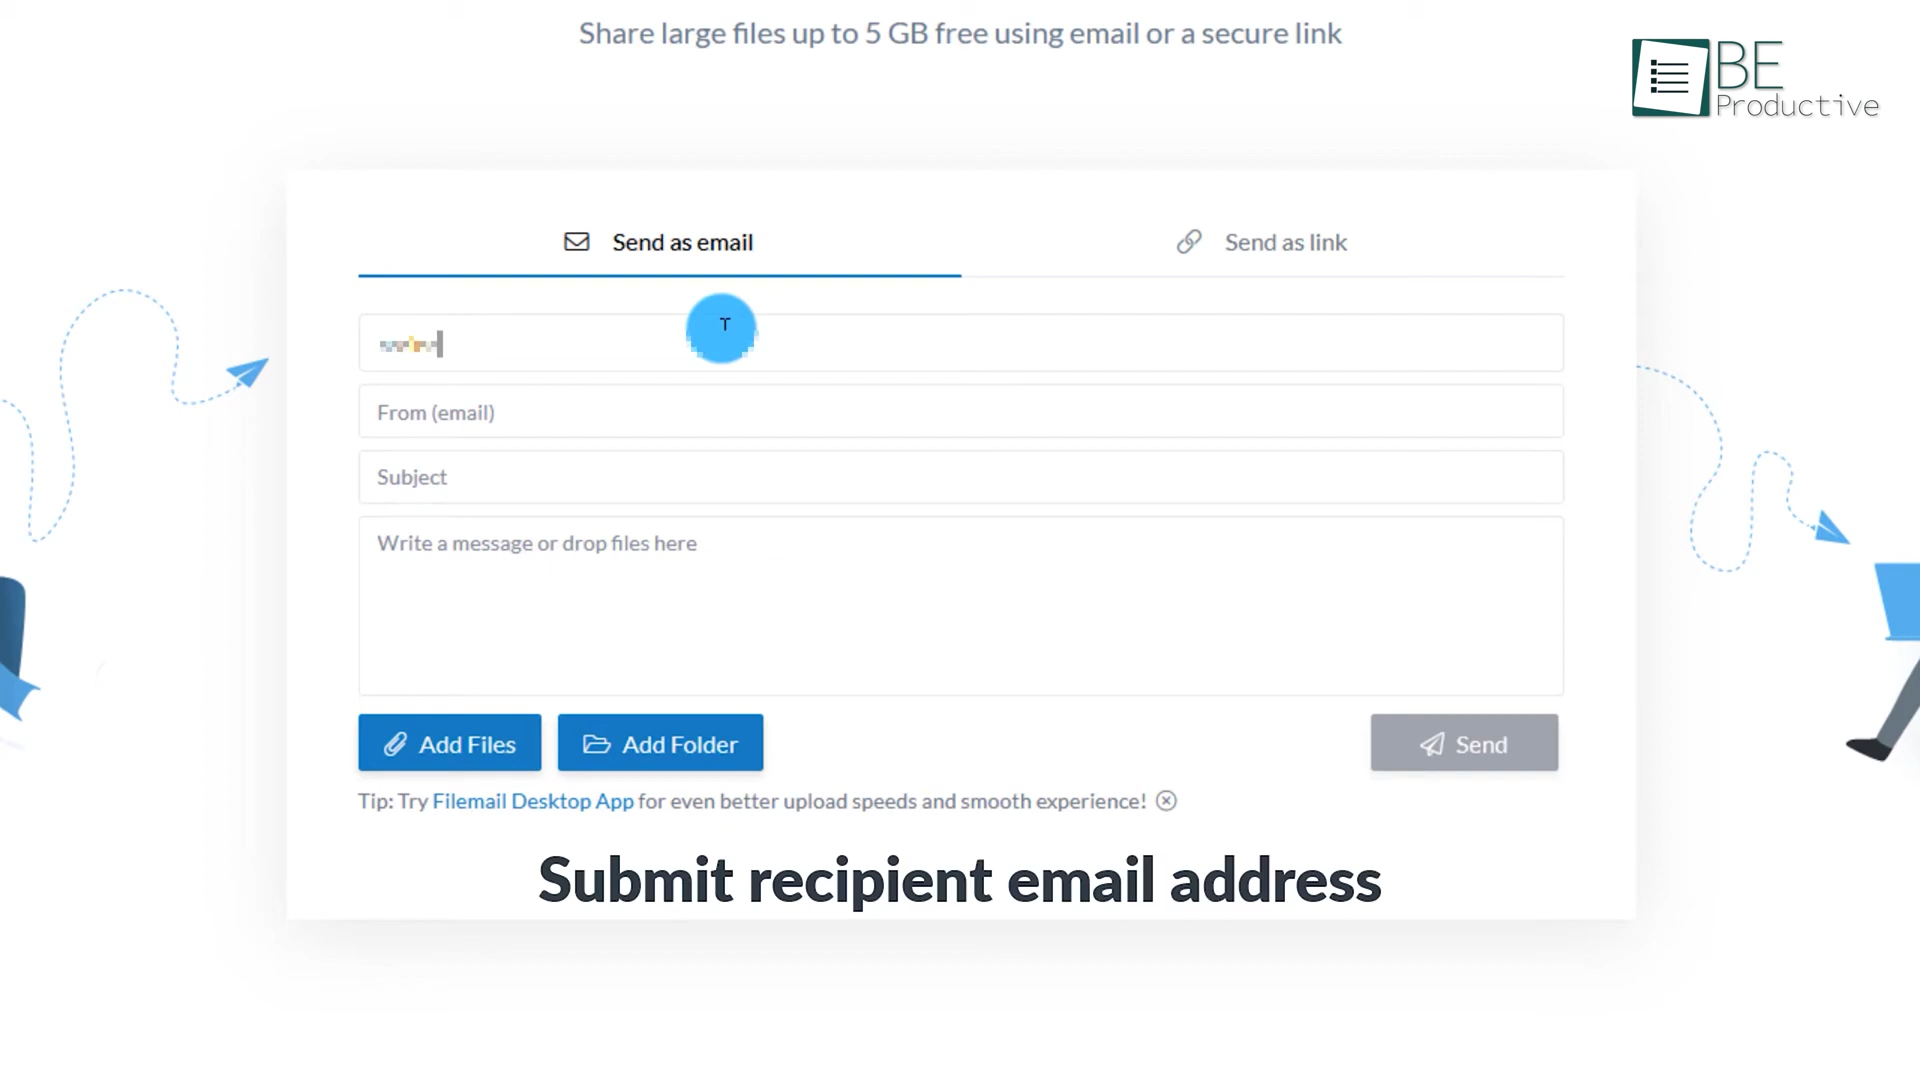 Share large files up to 5 GB free using email or a secure link
BE
Productive
Send as email
Send as link
From (email)
Subject
Write a message or drop files here
Add Files
Add Folder
Send
Tip: Try Filemail Desktop App for even better upload speeds and smooth experience!
Submit recipient email address